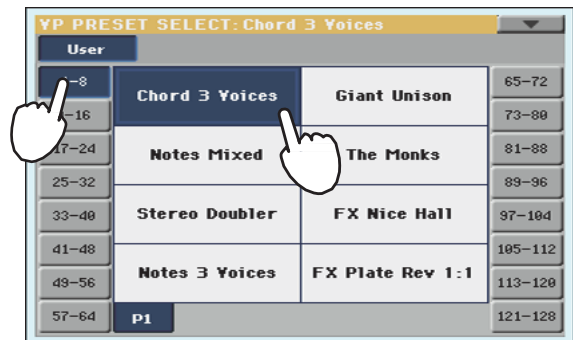 VP PRESET SELECT: Chord 3 Voices
User
-8
-16
17-24
25-32
33-40
41-48
49-56
57-64
Chord 3 Voices
Giant Unison
Notes Mixed
The Monks
Stereo Doubler
FX Nice Hall
Notes 3 Voices
FX Plate Rev 1:1
P1
65-72
73-80
81-88
89-96
97-104
105-112
113-120
121-128